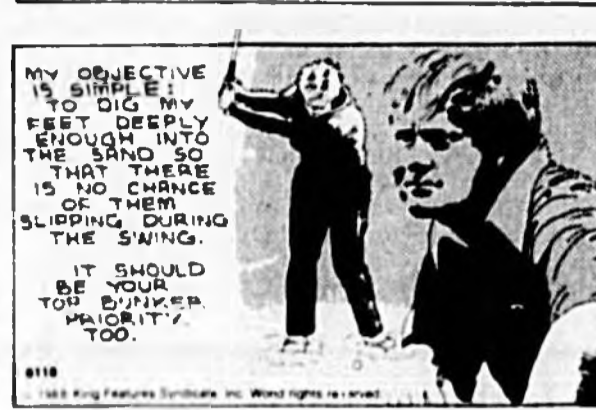 MY OBJECTIVE
IS SIMPLE:
TO DIG MY
FEET DEEPLY
ENOUGH INTO
THE SAND SO
THAT THERE
IS NO CHANCE
OF THEM
SLIPPING DURING
THE SWING.
IT SHOULD
BE YOUR
TOP BUNKER
PRIORITY
TOO.
King Features Syndicate, Inc. World rights reserved